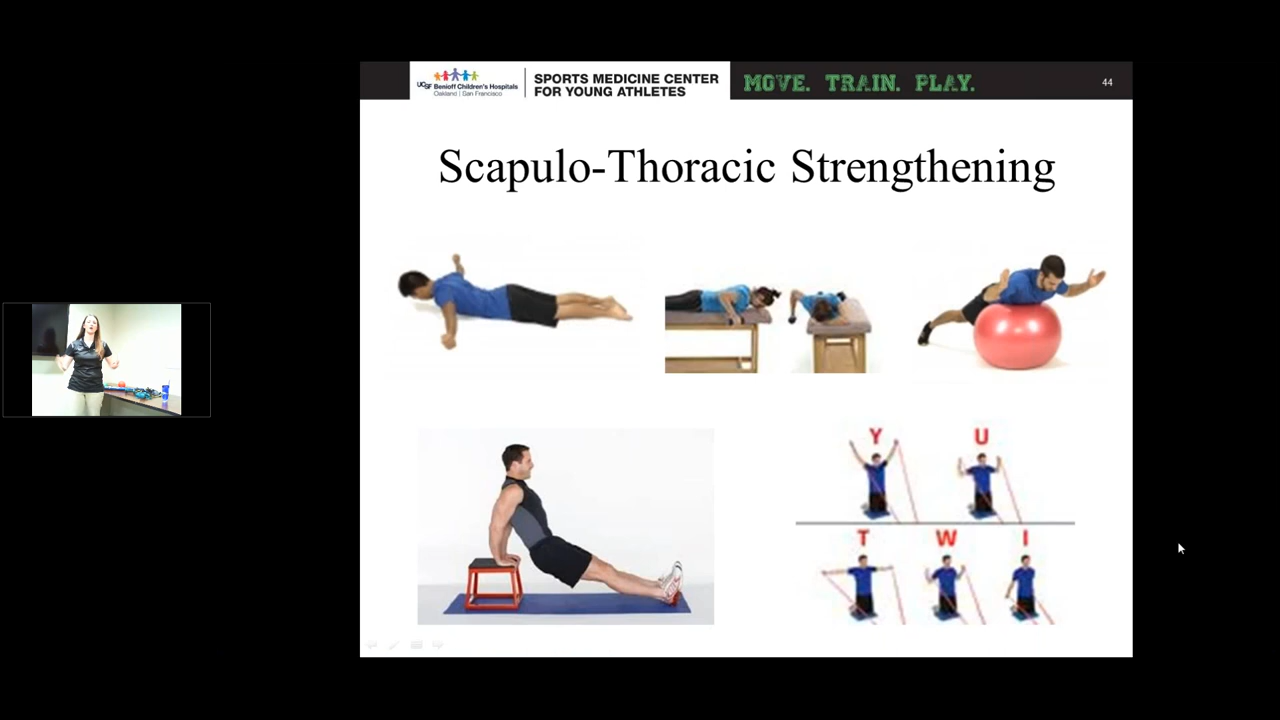 UCSF Benioff Children's Hospitals
Oakland | San Francisco
SPORTS MEDICINE CENTER
FOR YOUNG ATHLETES
MOVE. TRAIN. PLAY.
44
Scapulo-Thoracic Strengthening
Y U
T W I